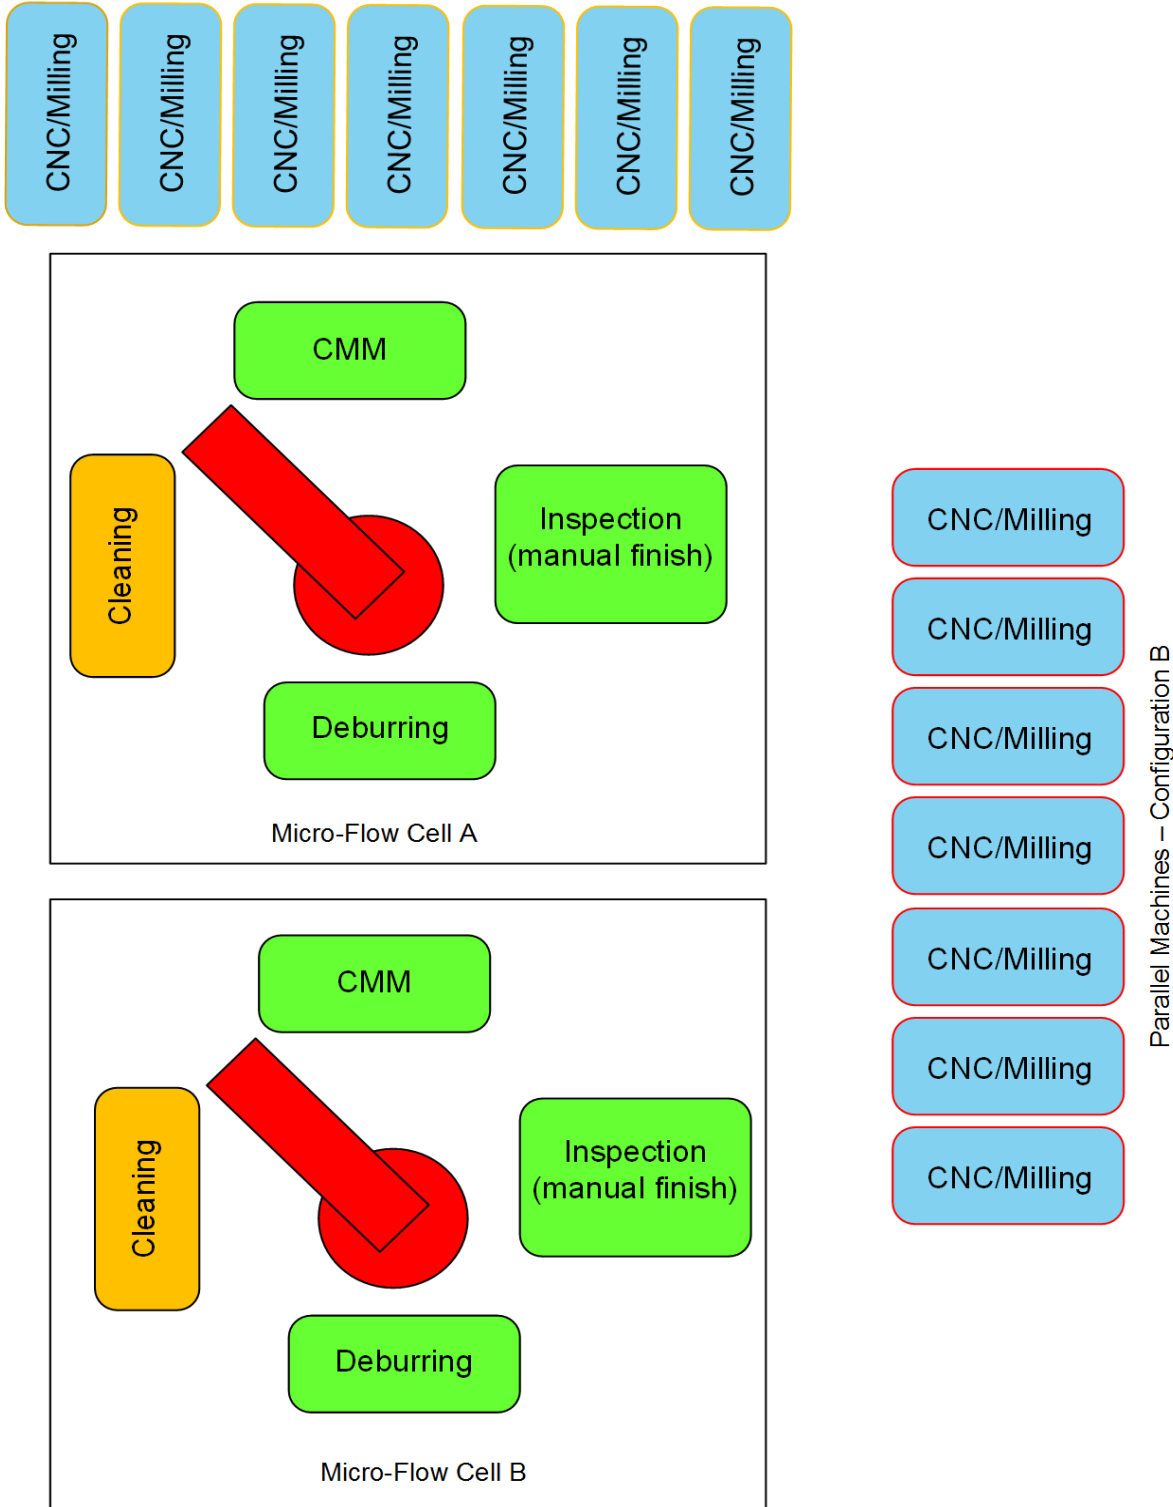 CNC/Milling
CNC/Milling
CNC/Milling
CNC/Milling
CNC/Milling
CNC/Milling
CNC/Milling
CMM
Cleaning
Inspection
(manual finish)
Deburring
Micro-Flow Cell A
CMM
Cleaning
Inspection
(manual finish)
Deburring
Micro-Flow Cell B
CNC/Milling
CNC/Milling
CNC/Milling
CNC/Milling
CNC/Milling
CNC/Milling
CNC/Milling
Parallel Machines – Configuration B